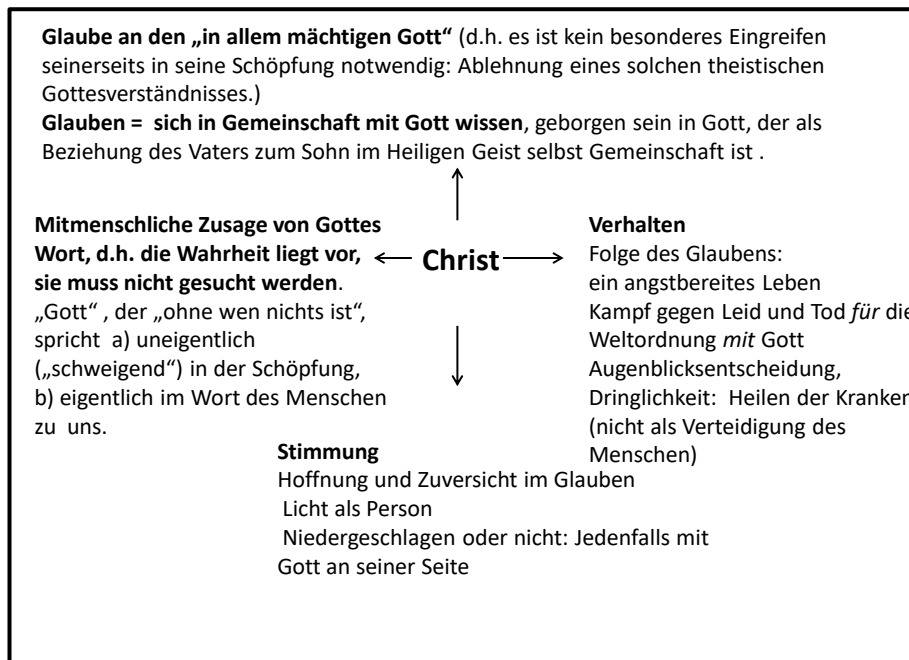 Glaube an den „in allem mächtigen Gott“ (d.h. es ist kein besonderes Eingreifen
seinerseits in seine Schöpfung notwendig: Ablehnung eines solchen theistischen
Gottesverständnisses.)
Glauben = sich in Gemeinschaft mit Gott wissen, geborgen sein in Gott, der als
Beziehung des Vaters zum Sohn im Heiligen Geist selbst Gemeinschaft ist .
Mitmenschliche Zusage von Gottes
Wort, d.h. die Wahrheit liegt vor,
sie muss nicht gesucht werden.
„Gott“ , der „ohne wen nichts ist“,
spricht a) uneigentlich
(„schweigend“) in der Schöpfung,
b) eigentlich im Wort des Menschen
zu uns.
Christ
Verhalten
Folge des Glaubens:
ein angstbereites Leben
Kampf gegen Leid und Tod für die
Weltordnung mit Gott
Augenblicksentscheidung,
Dringlichkeit: Heilen der Kranken
(nicht als Verteidigung des
Menschen)
Stimmung
Hoffnung und Zuversicht im Glauben
Licht als Person
Niedergeschlagen oder nicht: Jedenfalls mit
Gott an seiner Seite